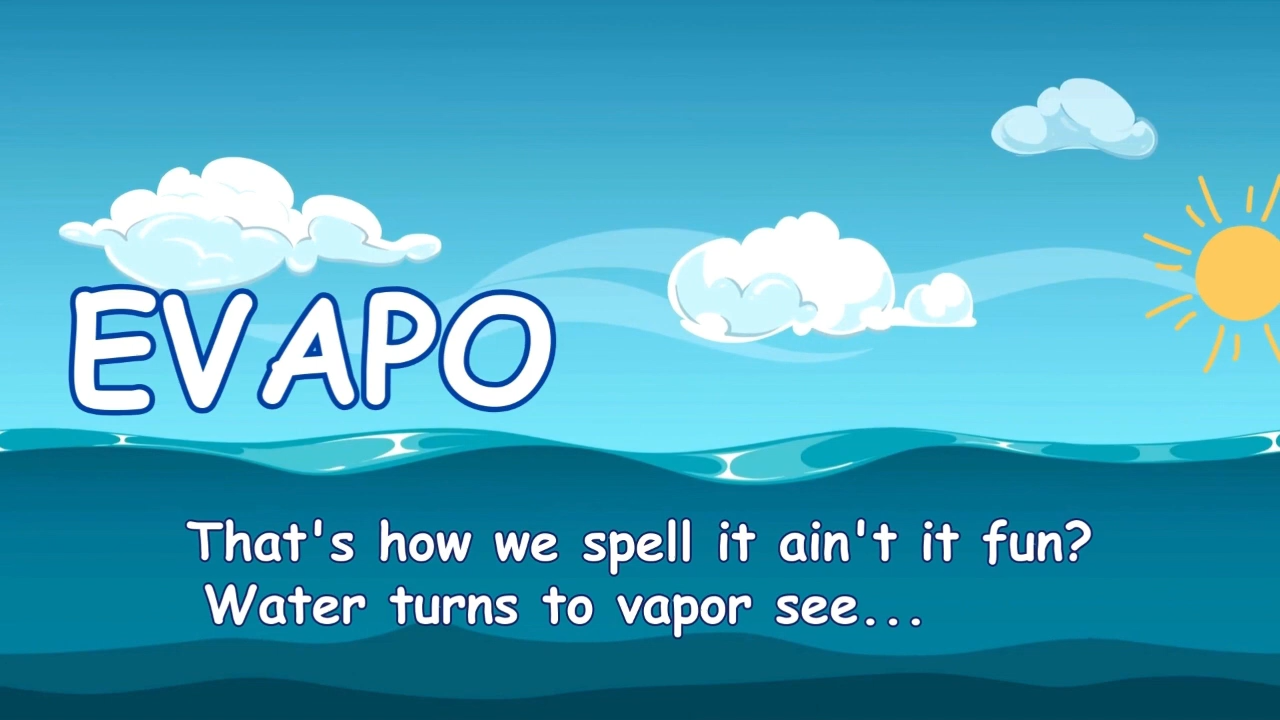 EVAPO
That's how we spell it ain't it fun?
Water turns to vapor see...